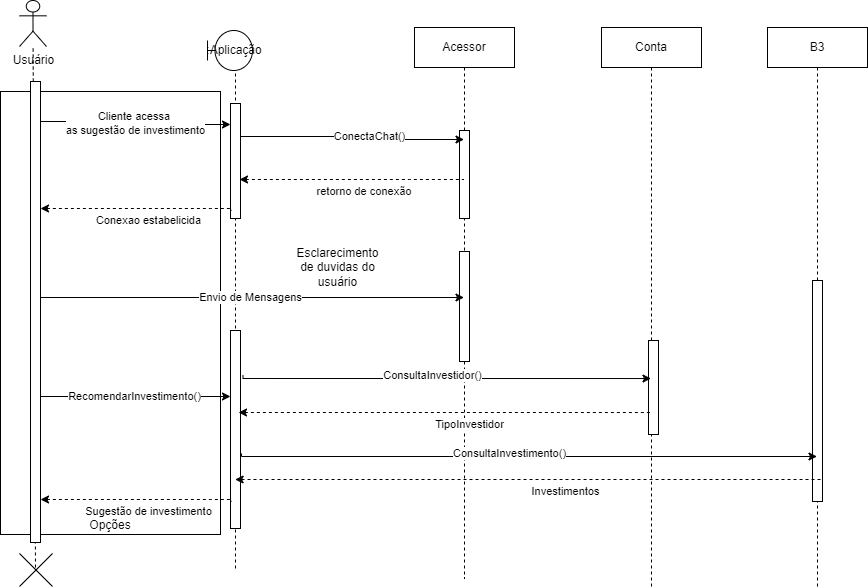 Usuário
Aplicação
Acessor
Conta
B3
Cliente acessa
as sugestão de investimento
ConectaChat()
retorno de conexão
Conexao estabelicida
Esclarecimento
de duvidas do
usuário
Envio de Mensagens
ConsultaInvestidor()
RecomendarInvestimento()
TipoInvestidor
ConsultaInvestimento()
Investimentos
Sugestão de investimento
Opções